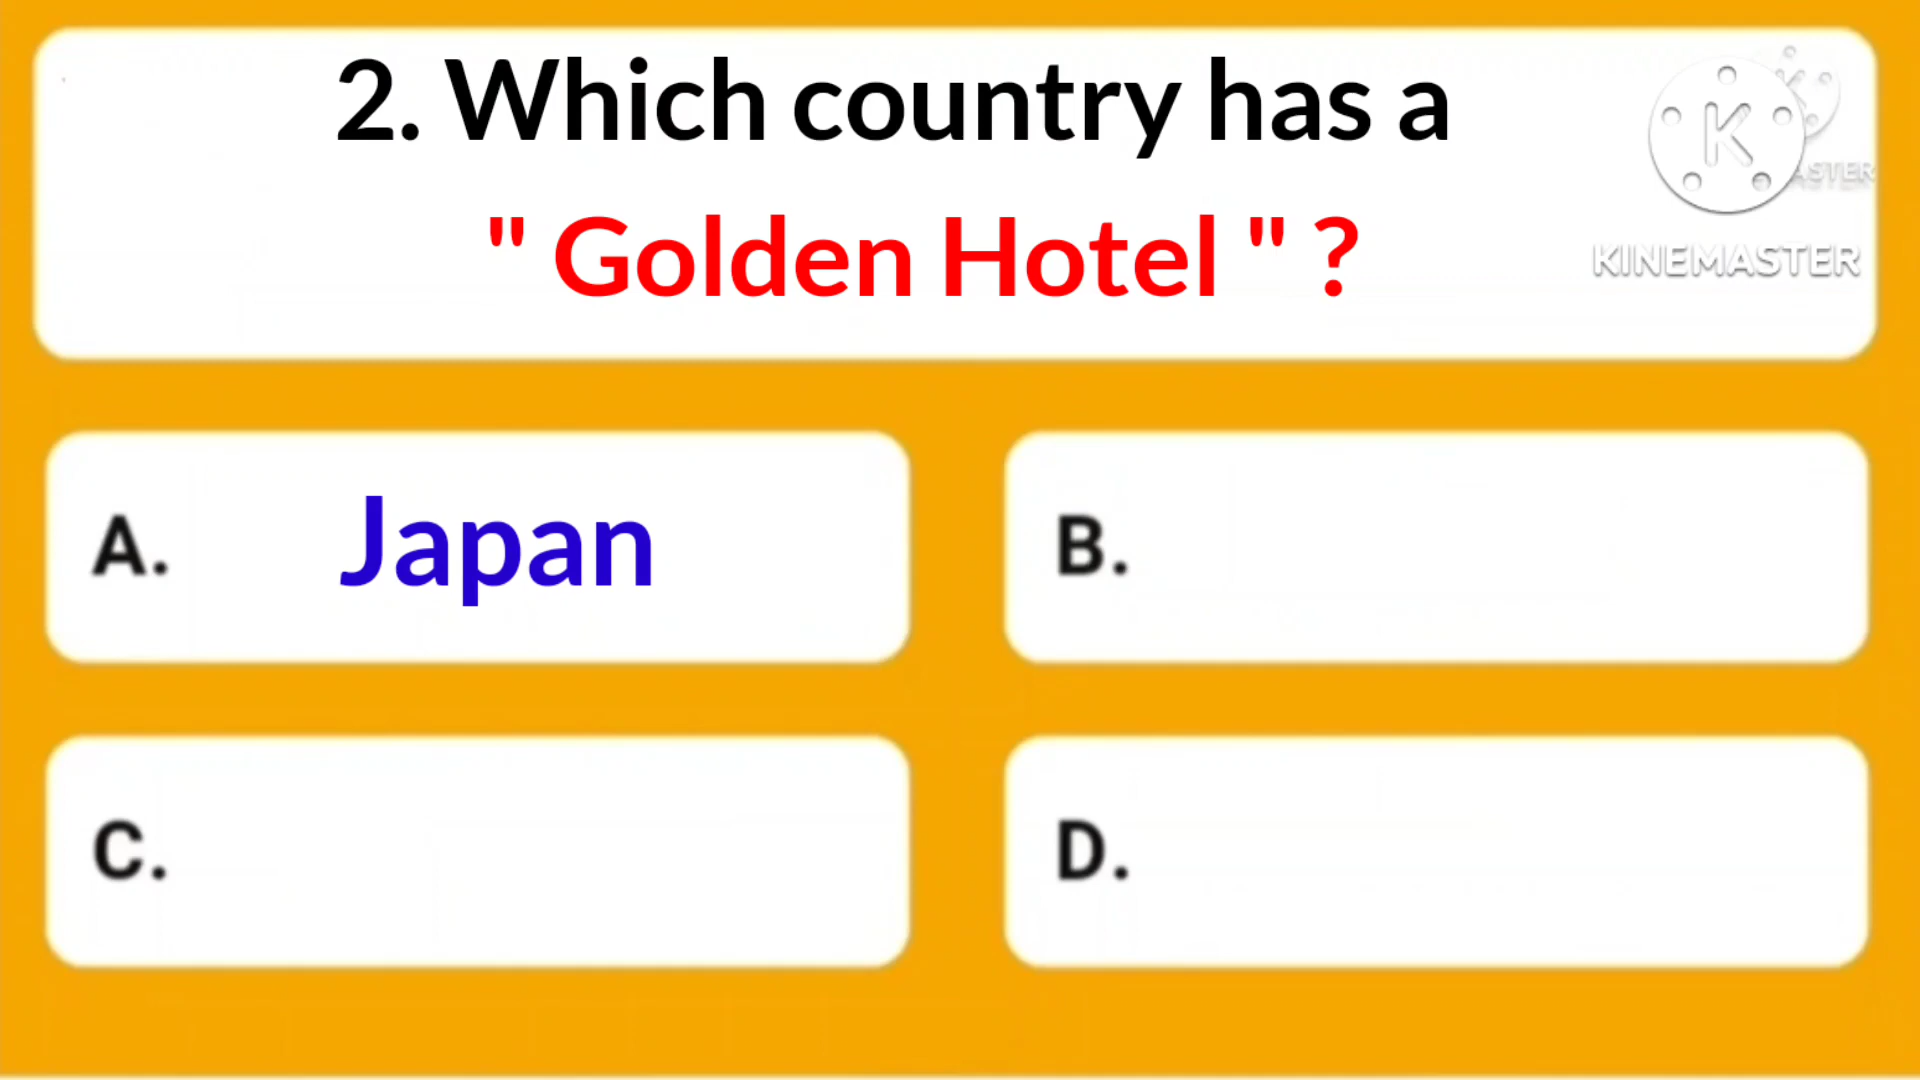 2. Which country has a
" Golden Hotel " ?
K
KINEMASTER
A. Japan
B.
C.
D.